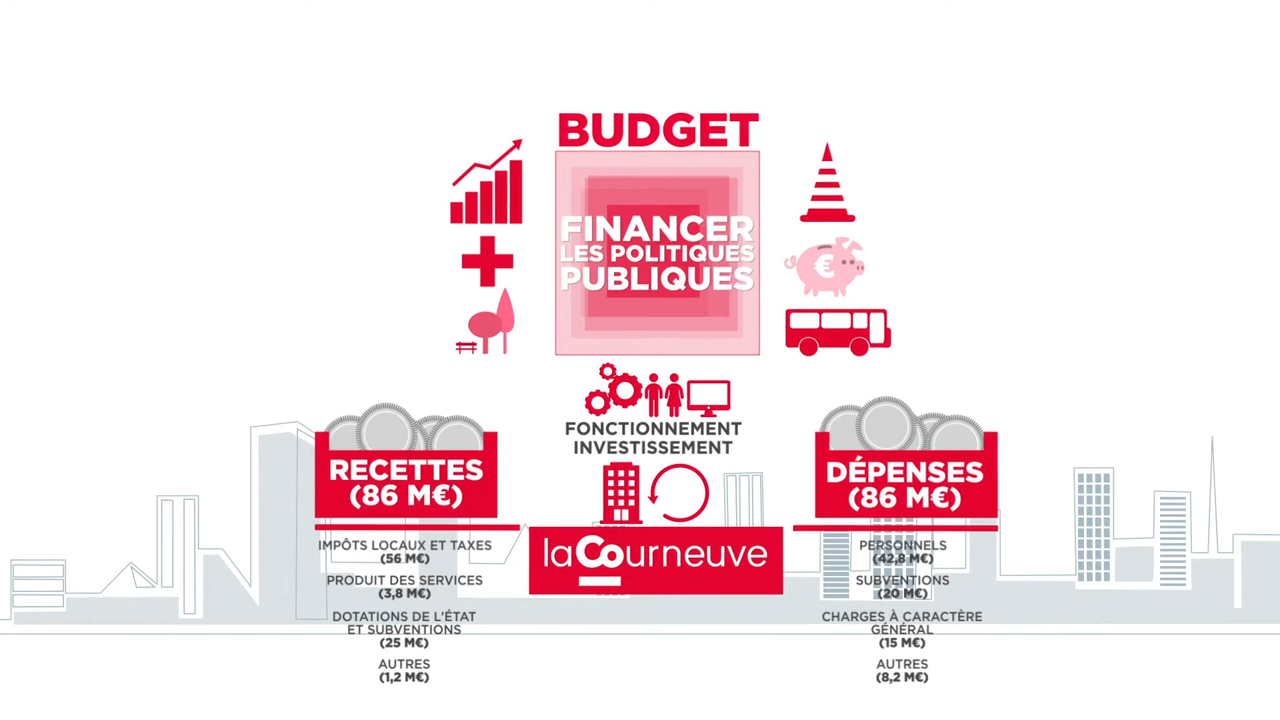 BUDGET
FINANCER
LES POLITIQUES
PUBLIQUES
€
FONCTIONNEMENT
INVESTISSEMENT
RECETTES
(86 M€)
IMPÔTS LOCAUX ET TAXES
(56 M€)
PRODUIT DES SERVICES
(3,8 M€)
DOTATIONS DE L'ÉTAT
ET SUBVENTIONS
(25 M€)
AUTRES
(1,2 M€)
laCourneuve
DÉPENSES
(86 M€)
PERSONNELS
(42,8 M€)
SUBVENTIONS
(20 M€)
CHARGES À CARACTÈRE
GÉNÉRAL
(15 M€)
AUTRES
(8,2 M€)